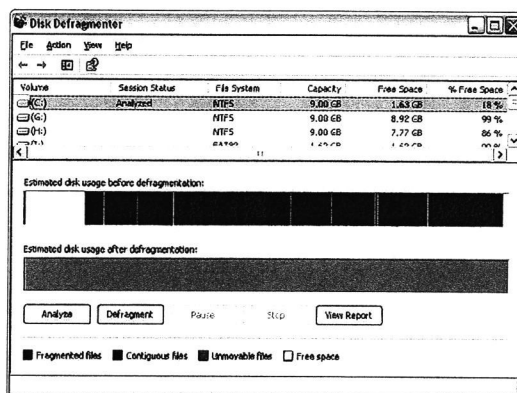 Disk Defragmenter
File Action View Help
Volume Session Status File System Capacity Free Space % Free Space
(C:) Analyzed NTFS 9.00 GB 1.63 GB 18 %
(G:) NTFS 9.00 GB 8.92 GB 99 %
(H:) NTFS 9.00 GB 7.77 GB 86 %
Estimated disk usage before defragmentation:
Estimated disk usage after defragmentation:
Analyze Defragment Pause Stop View Report
Fragmented files Contiguous files Unmovable files Free space